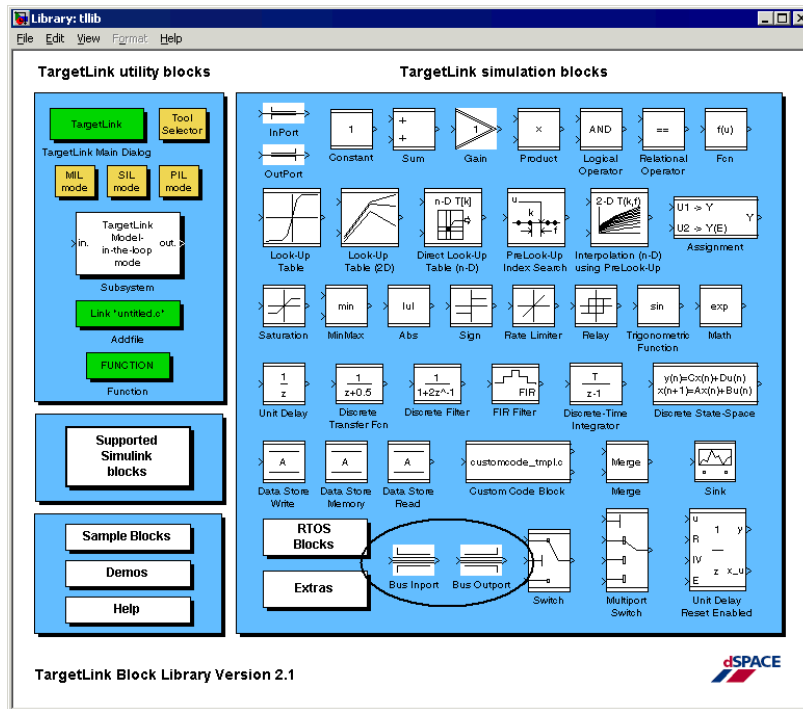 Library: tllib
File Edit View Format Help
TargetLink utility blocks
TargetLink simulation blocks
TargetLink
Tool
Selector
TargetLink Main Dialog
MIL
mode
SIL
mode
PIL
mode
in.
TargetLink
Model-
in-the-loop
mode
out.
Subsystem
Link 'untitled.c'
Addfile
FUNCTION
Function
Supported
Simulink
blocks
Sample Blocks
Demos
Help
InPort
OutPort
1
Constant
+
+
Sum
1
Gain
x
Product
AND
Logical
Operator
==
Relational
Operator
f(u)
Fcn
Look-Up
Table
Look-Up
Table (2D)
n-D T[k]
Direct Look-Up
Table (n-D)
u
k
PreLook-Up
Index Search
2-D T(k,f)
Interpolation (n-D)
using PreLook-Up
U1 -> Y
U2 -> Y(E)
Y
Assignment
Saturation
min
MinMax
|u|
Abs
Sign
Rate Limiter
Relay
sin
Trigonometric
Function
exp
Math
1
z
Unit Delay
1
z+0.5
Discrete
Transfer Fcn
1
1+2z^-1
Discrete Filter
FIR
FIR Filter
T
z-1
Discrete-Time
Integrator
y(n)=Cx(n)+Du(n)
x(n+1)=Ax(n)+Bu(n)
Discrete State-Space
A
Data Store
Write
A
Data Store
Memory
A
Data Store
Read
customcode_tmpl.c
Custom Code Block
Merge
Merge
Sink
RTOS
Blocks
Extras
Bus Inport
Bus Outport
Switch
Multiport
Switch
u
R
IV
E
1
z
y
x_u
Unit Delay
Reset Enabled
TargetLink Block Library Version 2.1
dSPACE